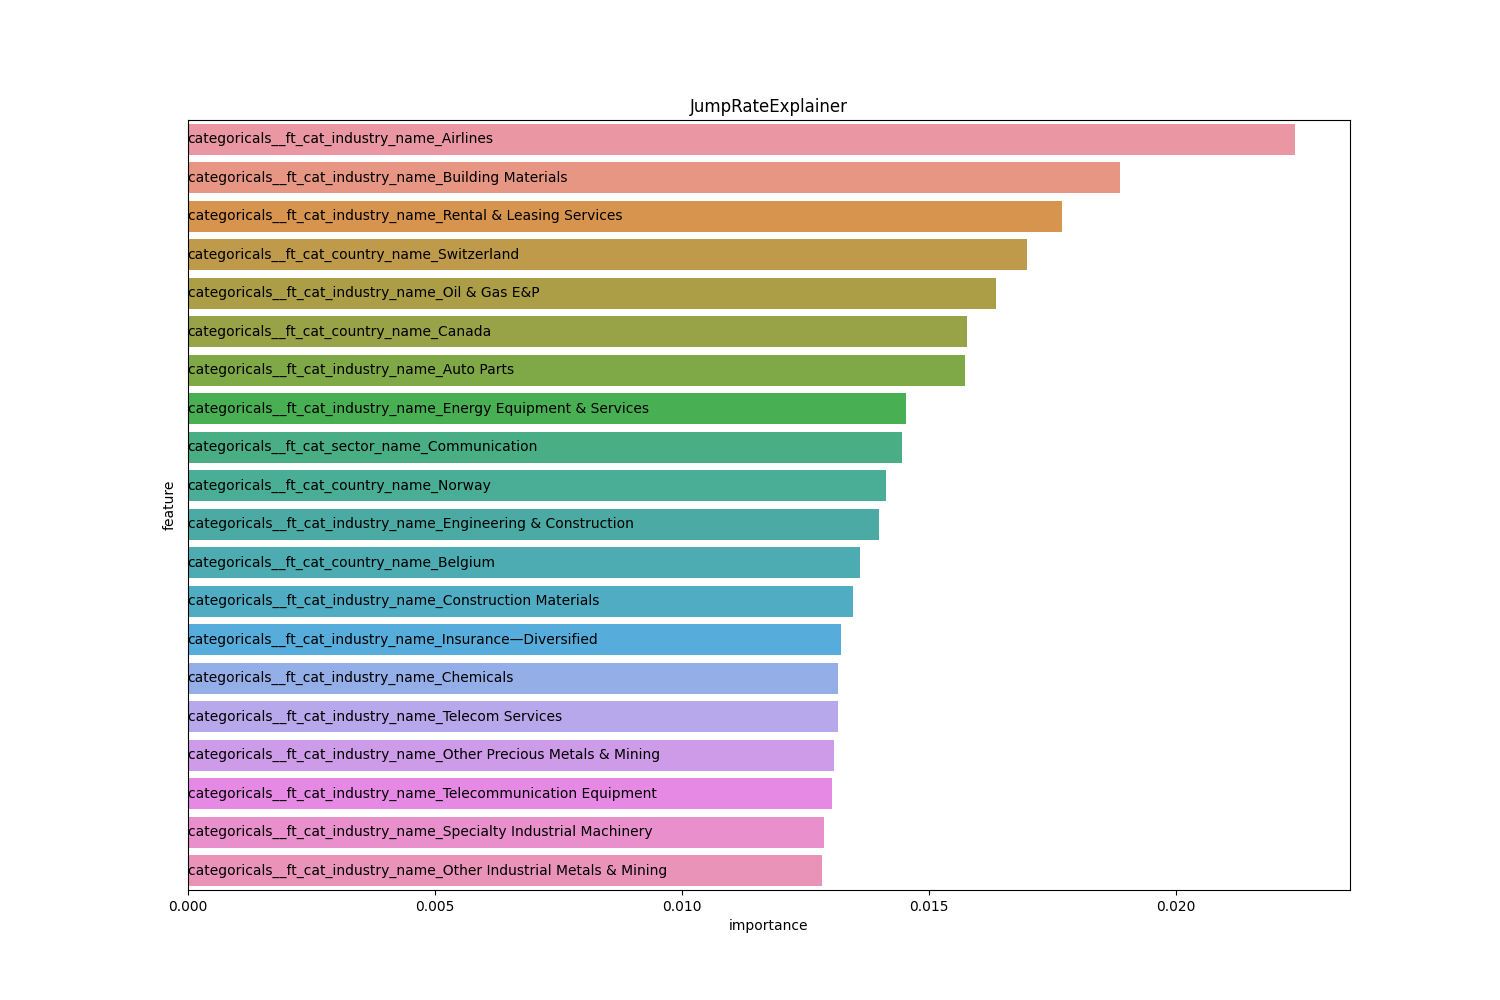 JumpRateExplainer
categoricals__ft_cat_industry_name_Airlines
categoricals__ft_cat_industry_name_Building Materials
categoricals__ft_cat_industry_name_Rental & Leasing Services
categoricals__ft_cat_country_name_Switzerland
categoricals__ft_cat_industry_name_Oil & Gas E&P
categoricals__ft_cat_country_name_Canada
categoricals__ft_cat_industry_name_Auto Parts
categoricals__ft_cat_industry_name_Energy Equipment & Services
categoricals__ft_cat_sector_name_Communication
categoricals__ft_cat_country_name_Norway
categoricals__ft_cat_industry_name_Engineering & Construction
categoricals__ft_cat_country_name_Belgium
categoricals__ft_cat_industry_name_Construction Materials
categoricals__ft_cat_industry_name_Insurance—Diversified
categoricals__ft_cat_industry_name_Chemicals
categoricals__ft_cat_industry_name_Telecom Services
categoricals__ft_cat_industry_name_Other Precious Metals & Mining
categoricals__ft_cat_industry_name_Telecommunication Equipment
categoricals__ft_cat_industry_name_Specialty Industrial Machinery
categoricals__ft_cat_industry_name_Other Industrial Metals & Mining
feature
0.000 0.005 0.010 0.015 0.020
importance